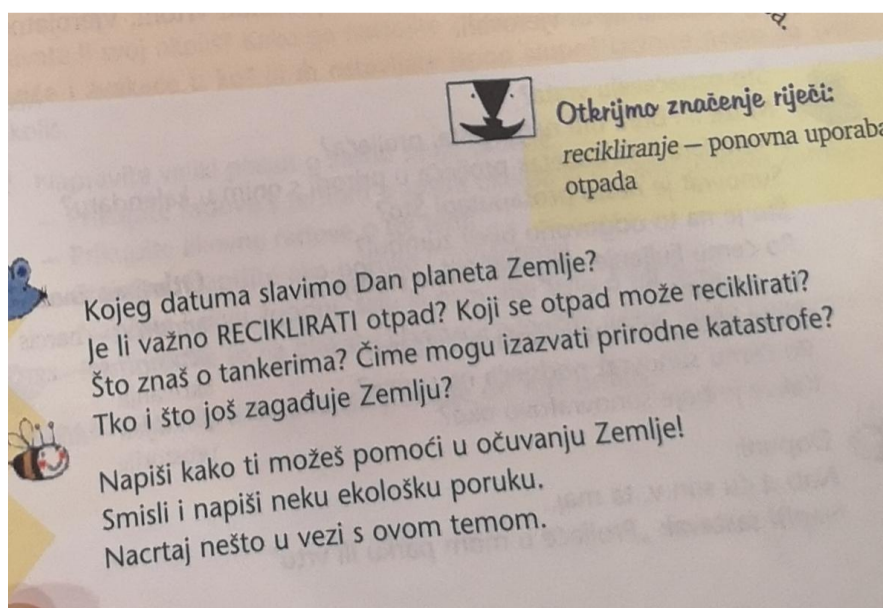 Otkrijmo značenje riječi:
recikliranje — ponovna uporaba
otpada
Kojeg datuma slavimo Dan planeta Zemlje?
Je li važno RECIKLIRATI otpad? Koji se otpad može reciklirati?
Što znaš o tankerima? Čime mogu izazvati prirodne katastrofe?
Tko i što još zagađuje Zemlju?
Napiši kako ti možeš pomoći u očuvanju Zemlje!
Smisli i napiši neku ekološku poruku.
Nacrtaj nešto u vezi s ovom temom.